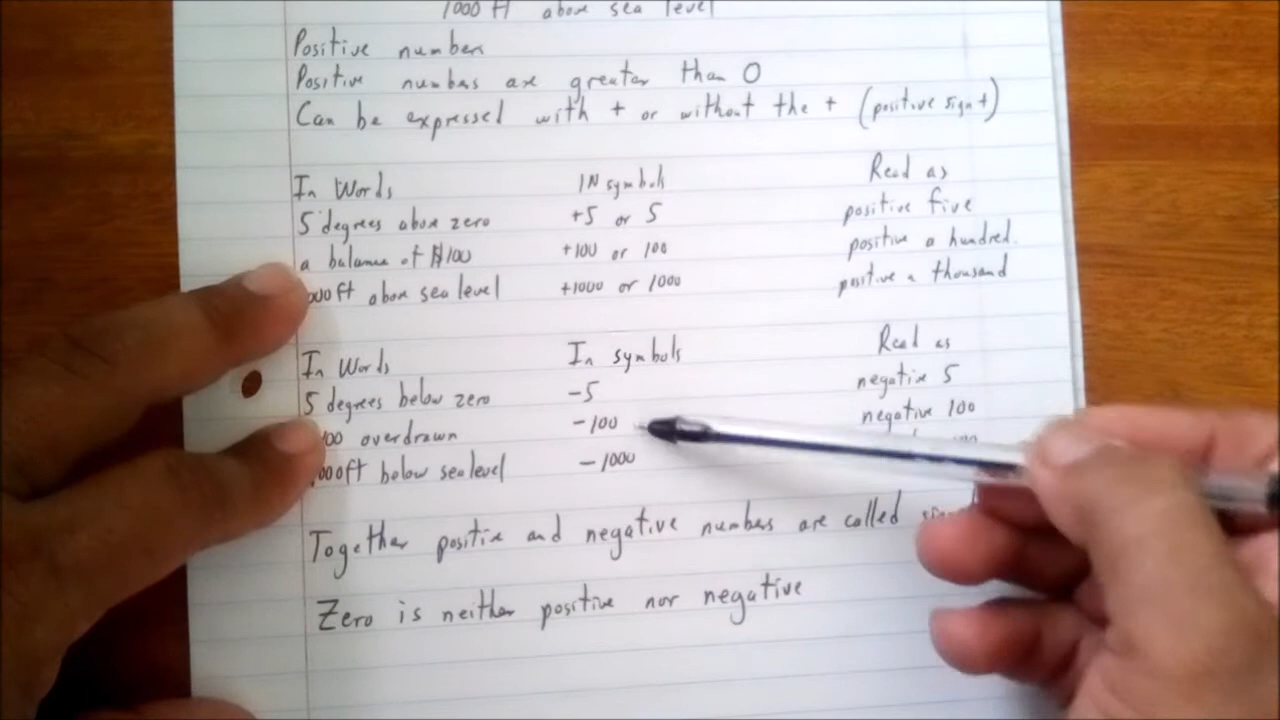 1000 ft above sea level
Positive numbers
Positive numbers are greater than 0
Can be expressed with + or without the + (positive sign +)
In Words IN symbols Read as
5 degrees above zero +5 or 5 positive five
a balance of $100 +100 or 100 positive a hundred.
000ft above sea level +1000 or 1000 positive a thousand
In Words In symbols Read as
5 degrees below zero -5 negative 5
100 overdrawn -100 negative 100
000ft below sea level -1000
Together positive and negative numbers are called
Zero is neither positive nor negative